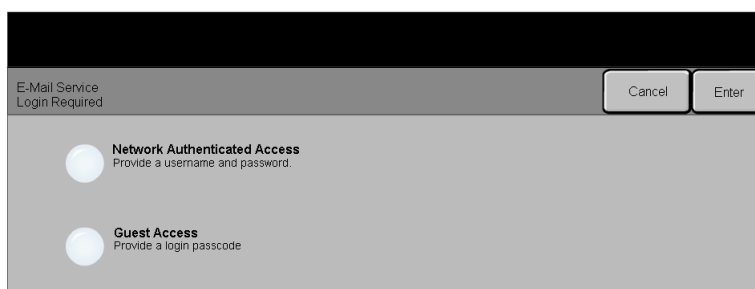 E-Mail Service
Login Required
Cancel
Enter
Network Authenticated Access
Provide a username and password.
Guest Access
Provide a login passcode